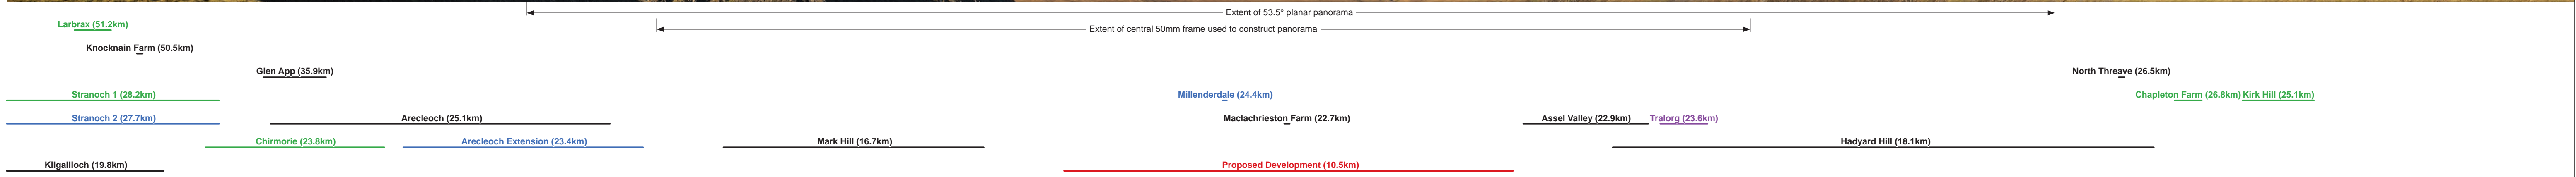 Extent of 53.5° planar panorama
Larbrax (51.2km)
Extent of central 50mm frame used to construct panorama
Knocknain Farm (50.5km)
Glen App (35.9km)
North Threave (26.5km)
Stranoch 1 (28.2km)
Millenderdale (24.4km)
Chapleton Farm (26.8km) Kirk Hill (25.1km)
Stranoch 2 (27.7km)
Arecleoch (25.1km)
Maclachrieston Farm (22.7km)
Assel Valley (22.9km)
Tralorg (23.6km)
Chirmorie (23.8km)
Arecleoch Extension (23.4km)
Mark Hill (16.7km)
Hadyard Hill (18.1km)
Kilgallioch (19.8km)
Proposed Development (10.5km)